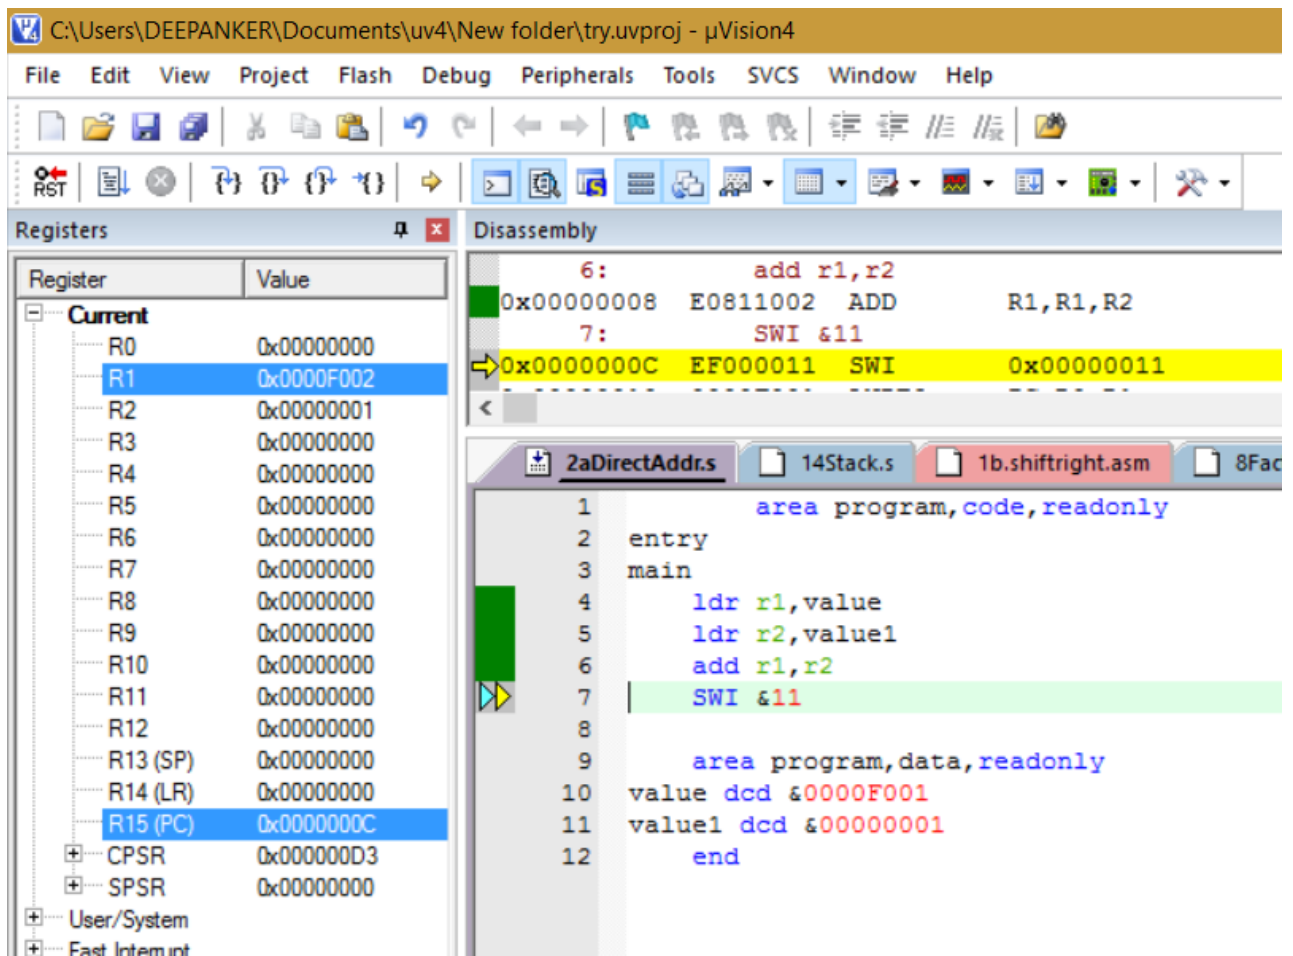 C:\Users\DEEPANKER\Documents\uv4\New folder\try.uvproj - µVision4
File Edit View Project Flash Debug Peripherals Tools SVCS Window Help
RST
Registers
Register Value
Current
R0 0x00000000
R1 0x0000F002
R2 0x00000001
R3 0x00000000
R4 0x00000000
R5 0x00000000
R6 0x00000000
R7 0x00000000
R8 0x00000000
R9 0x00000000
R10 0x00000000
R11 0x00000000
R12 0x00000000
R13 (SP) 0x00000000
R14 (LR) 0x00000000
R15 (PC) 0x0000000C
CPSR 0x000000D3
SPSR 0x00000000
User/System
Fast Interrupt
Disassembly
6: add r1,r2
0x00000008 E0811002 ADD R1,R1,R2
7: SWI &11
0x0000000C EF000011 SWI 0x00000011
2aDirectAddr.s 14Stack.s 1b.shiftright.asm 8Fac
1 area program,code,readonly
2 entry
3 main
4 ldr r1,value
5 ldr r2,value1
6 add r1,r2
7 SWI &11
8
9 area program,data,readonly
10 value dcd &0000F001
11 value1 dcd &00000001
12 end